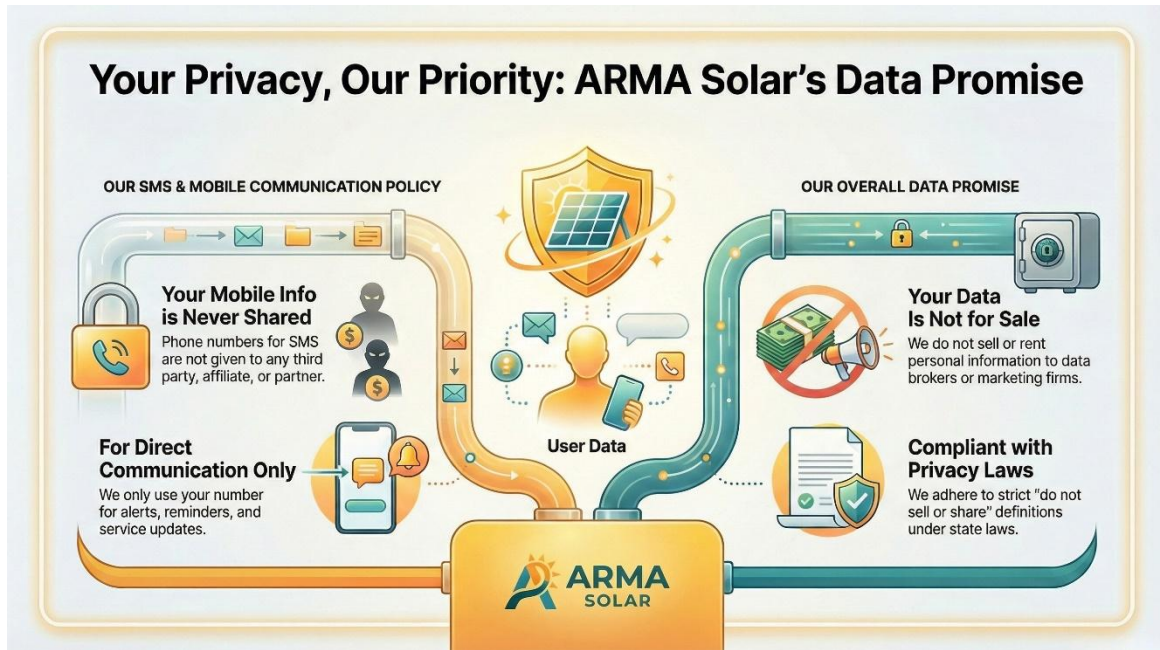 Your Privacy, Our Priority: ARMA Solar's Data Promise
OUR SMS & MOBILE COMMUNICATION POLICY
Your Mobile Info
is Never Shared
Phone numbers for SMS
are not given to any third
party, affiliate, or partner.
$
$
For Direct
Communication Only
We only use your number
for alerts, reminders, and
service updates.
User Data
OUR OVERALL DATA PROMISE
Your Data
Is Not for Sale
We do not sell or rent
personal information to data
brokers or marketing firms.
Compliant with
Privacy Laws
We adhere to strict "do not
sell or share" definitions
under state laws.
ARMA
SOLAR